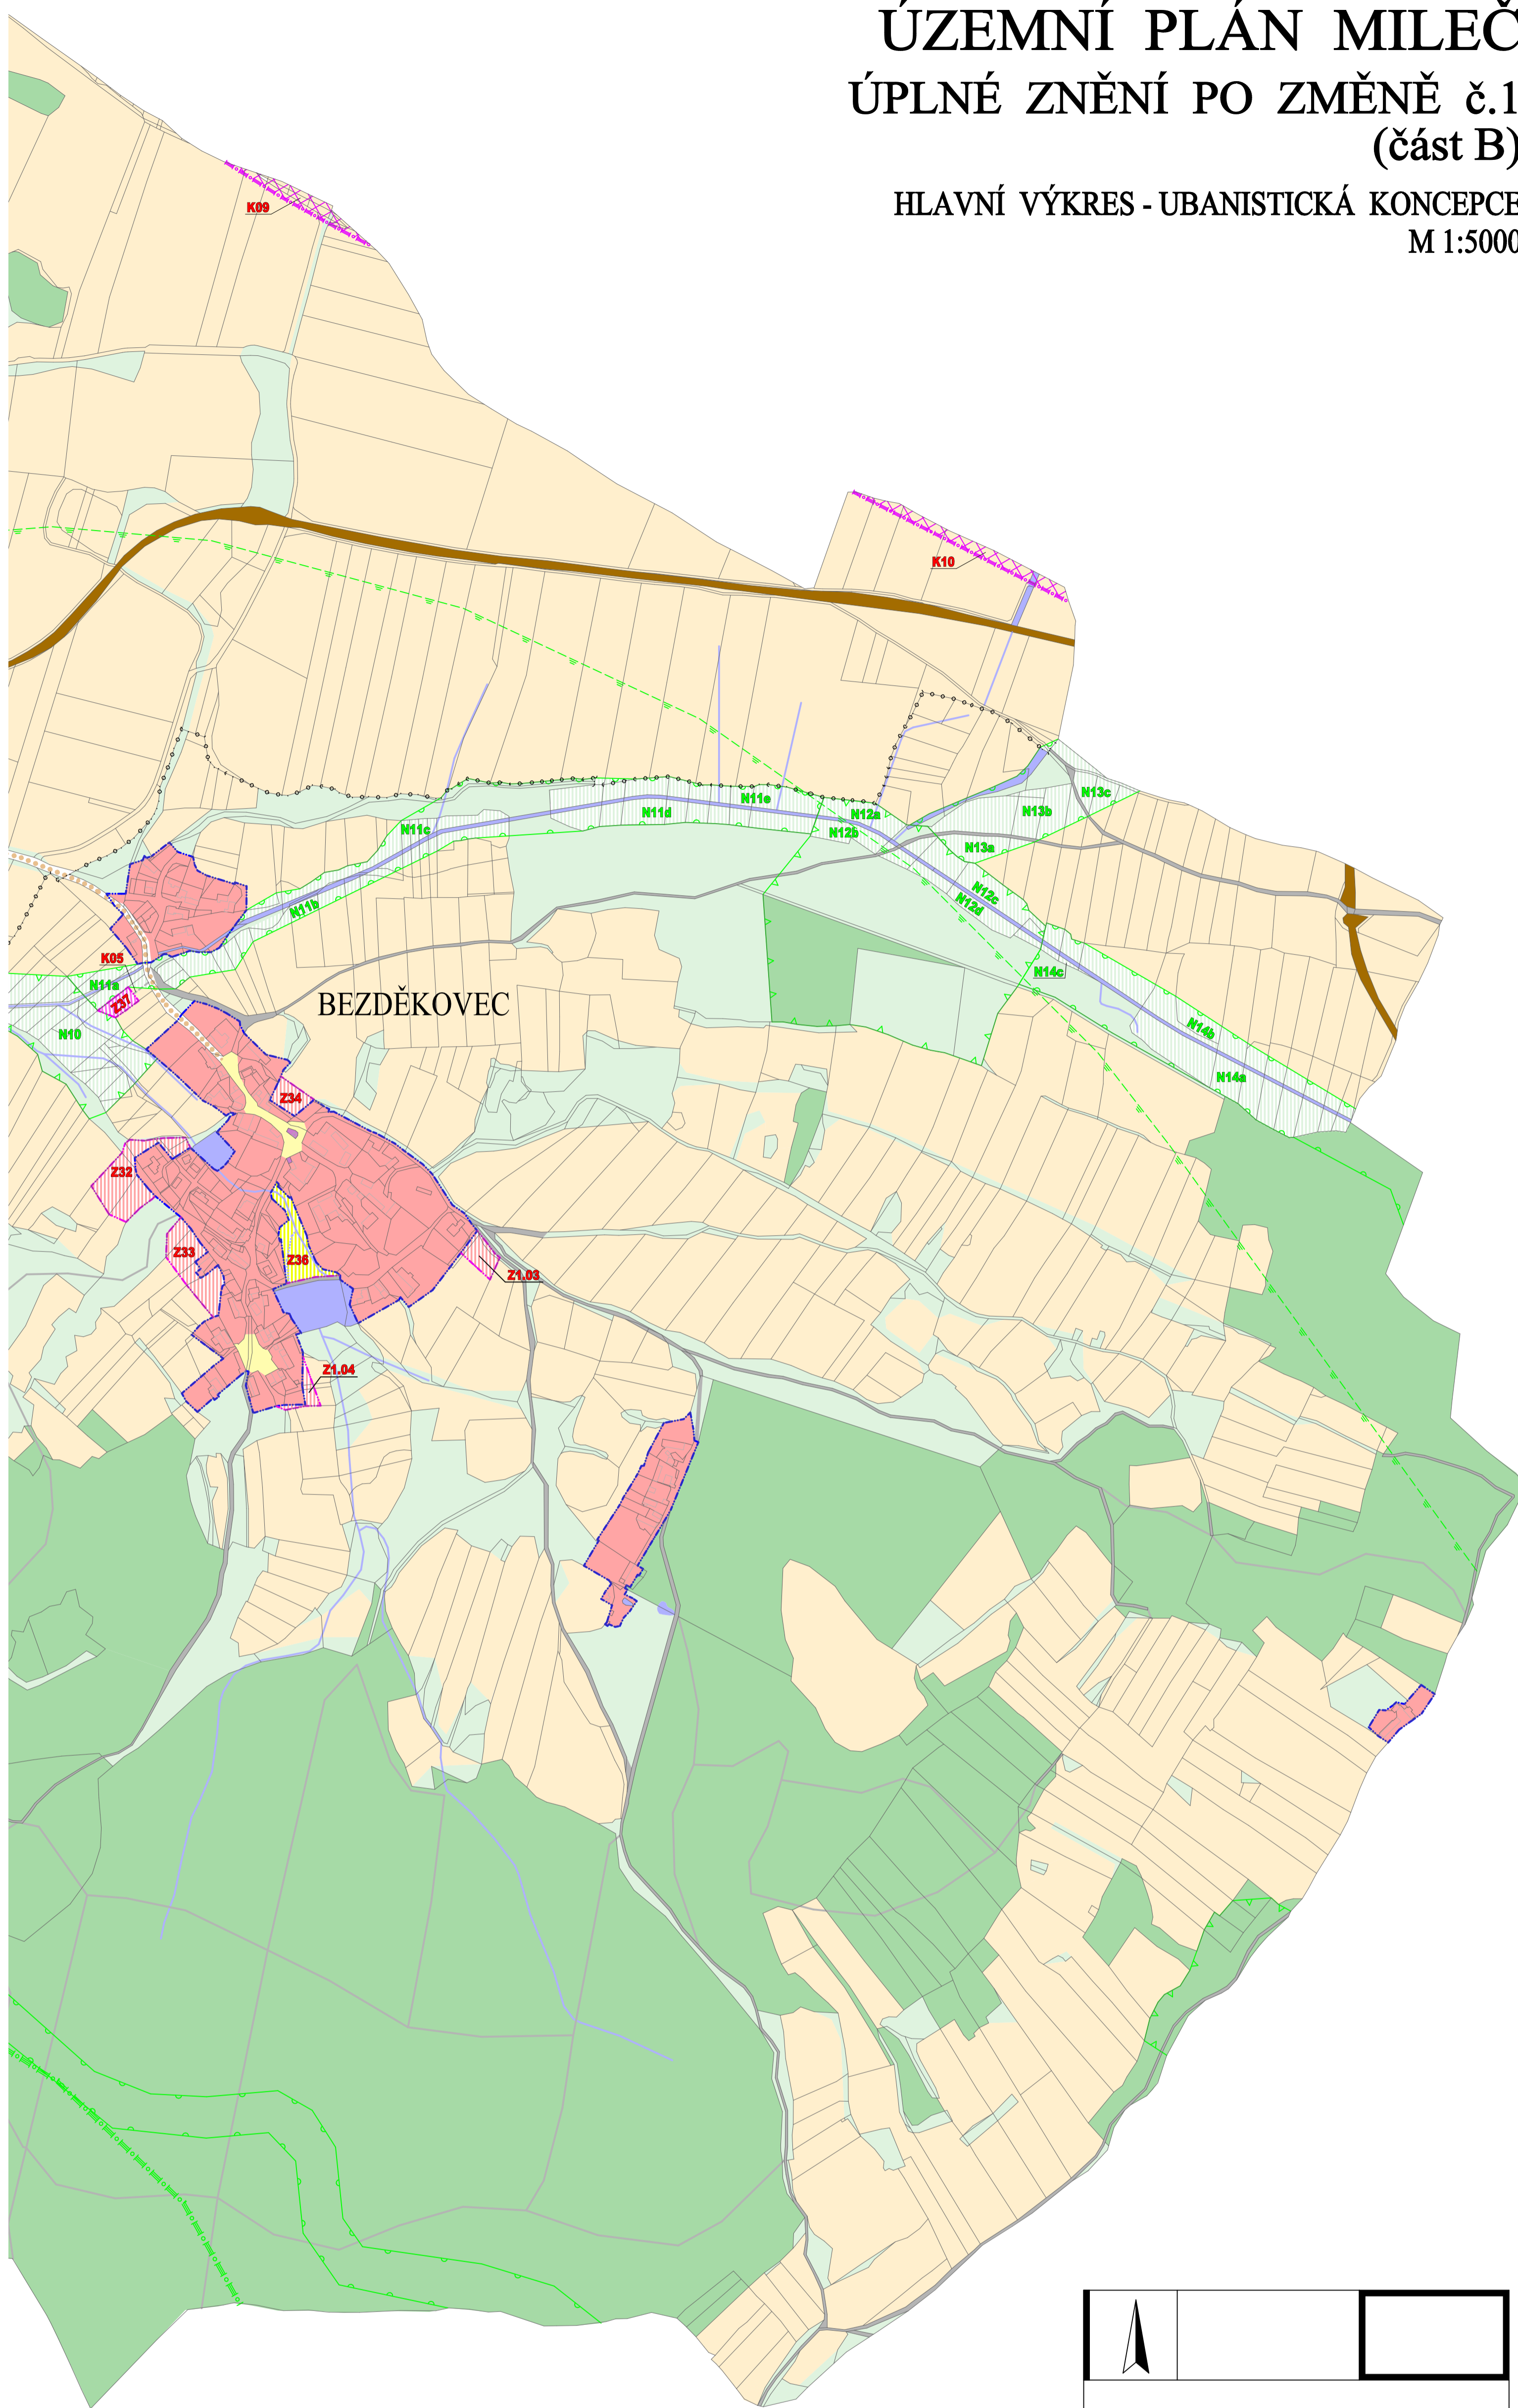 ÚZEMNÍ PLÁN MILEČ
ÚPLNÉ ZNĚNÍ PO ZMĚNĚ č.1
(část B)
HLAVNÍ VÝKRES - UBANISTICKÁ KONCEPCE
M 1:5000
K09
K10
N13c
N11e
N13b
N11d
N12a
N11c
N12b
N13a
N12c
N11b
N12d
K05
N14c
N11a
Z37
BEZDĚKOVEC
N10
N14b
N14a
Z34
Z32
Z33
Z36
Z1.03
Z1.04